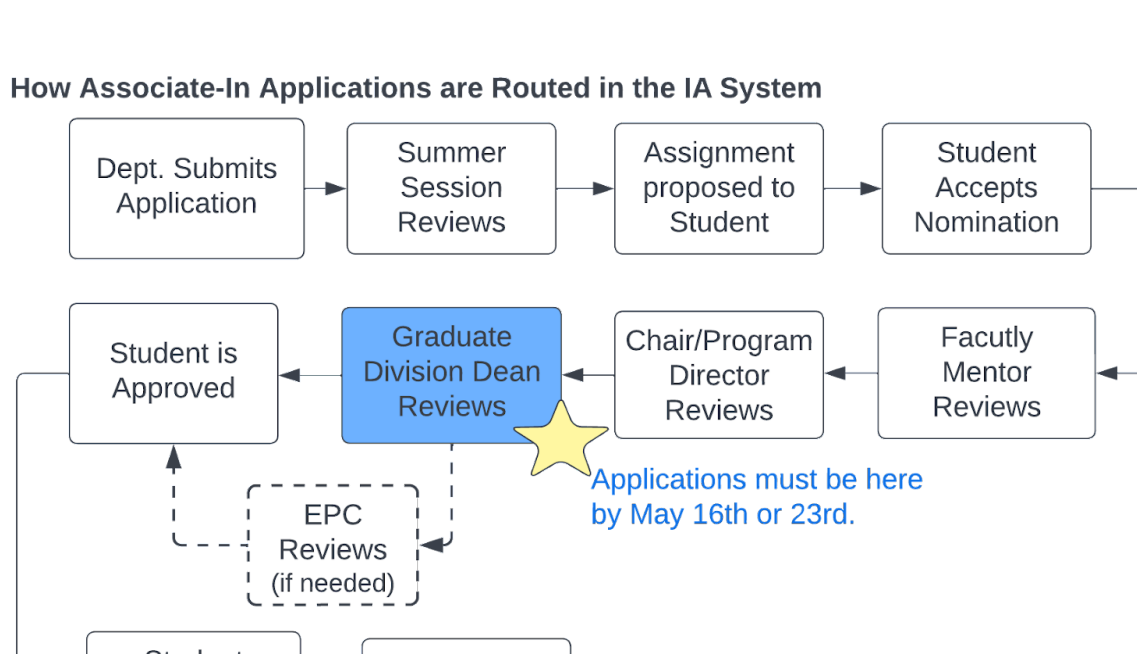 How Associate-In Applications are Routed in the IA System
Dept. Submits
Application
Summer
Session
Reviews
Assignment
proposed to
Student
Student
Accepts
Nomination
Student is
Approved
Graduate
Division Dean
Reviews
Chair/Program
Director
Reviews
Facutly
Mentor
Reviews
Applications must be here
by May 16th or 23rd.
EPC
Reviews
(if needed)